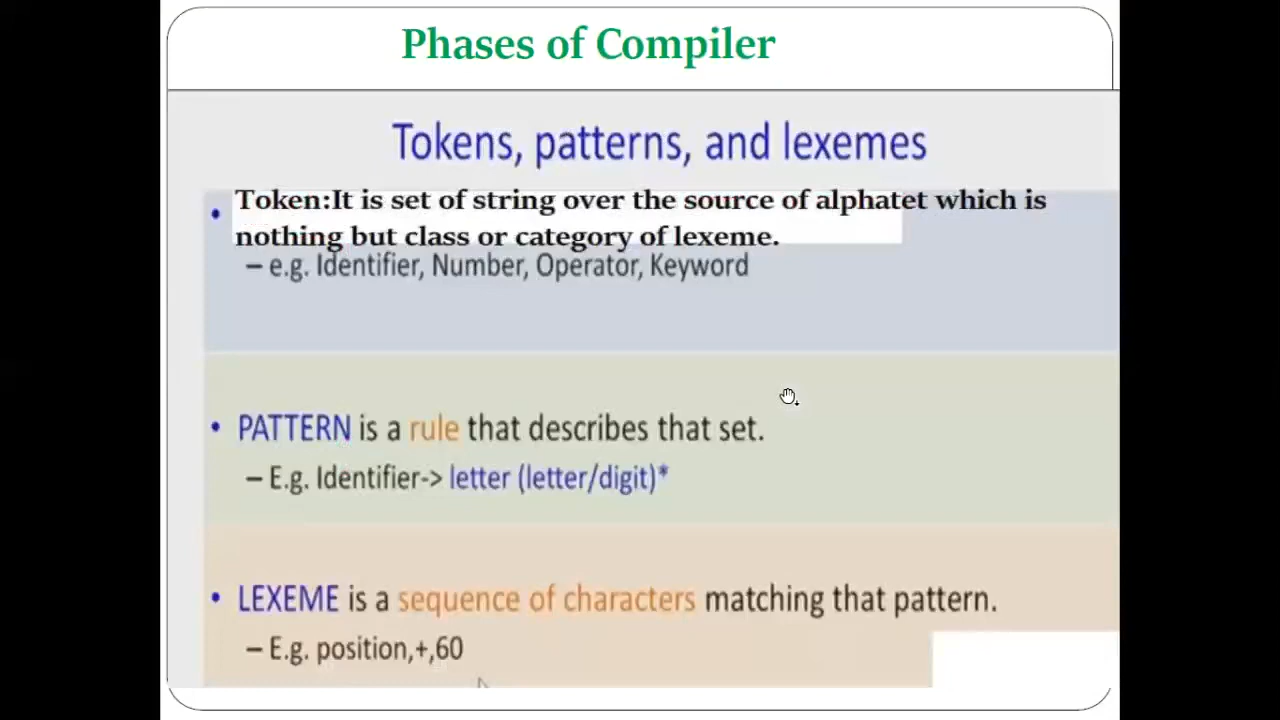 Phases of Compiler
Tokens, patterns, and lexemes
• Token:It is set of string over the source of alphatet which is
nothing but class or category of lexeme.
– e.g. Identifier, Number, Operator, Keyword
• PATTERN is a rule that describes that set.
– E.g. Identifier-> letter (letter/digit)*
• LEXEME is a sequence of characters matching that pattern.
– E.g. position,+,60